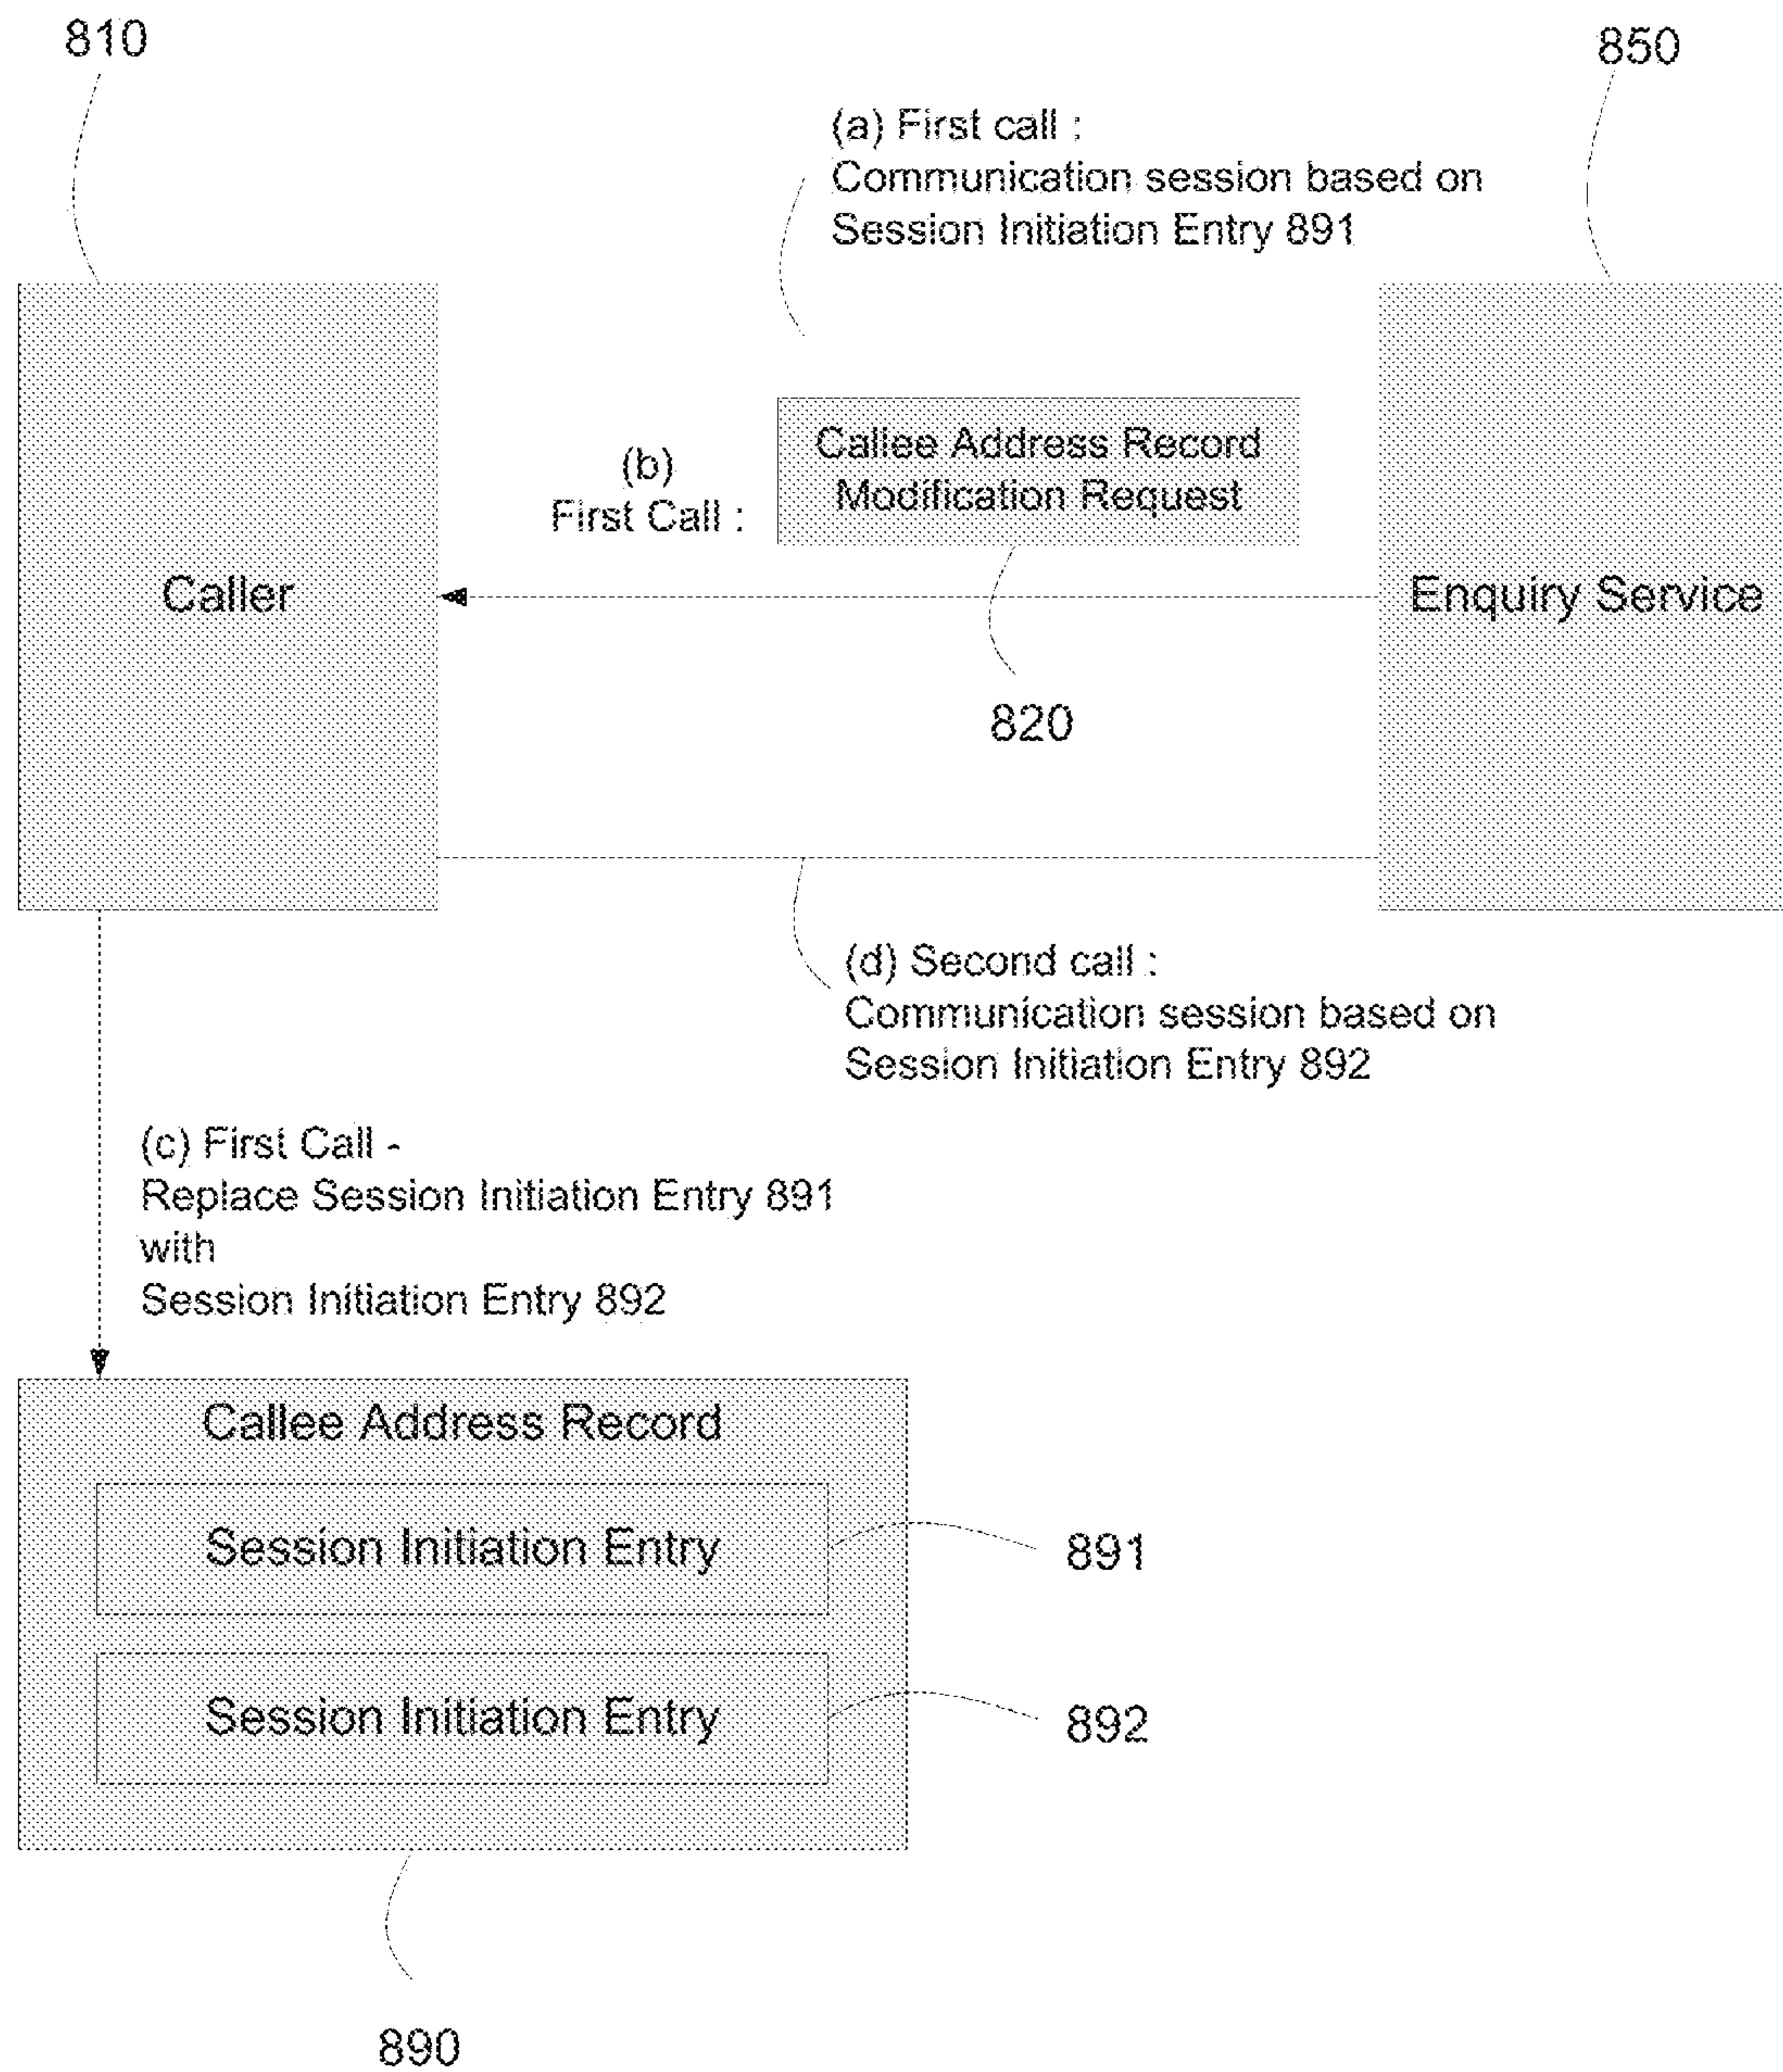 810
850
(a) First call :
Communication session based on
Session Initiation Entry 891
Callee Address Record
Modification Request
(b)
First Call :
Caller
Enquiry Service
820
(d) Second call :
Communication session based on
Session Initiation Entry 892
(c) First Call -
Replace Session Initiation Entry 891
with
Session Initiation Entry 892
Callee Address Record
Session Initiation Entry
891
Session Initiation Entry
892
890